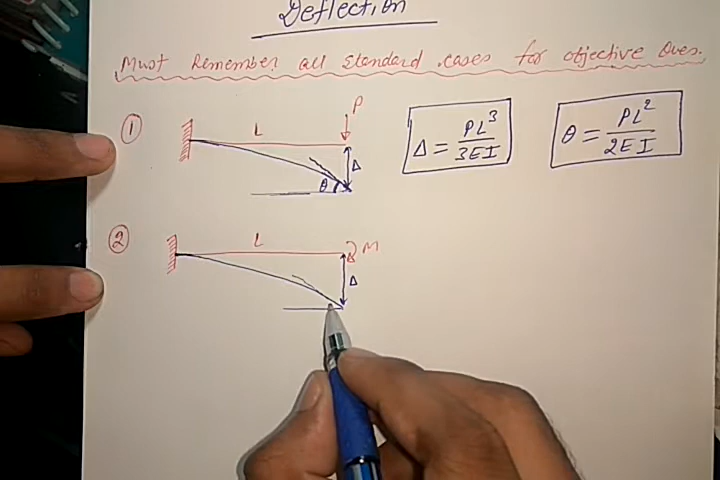 Deflection
Must Remember all standard cases for objective Ques.
1
L
P
Δ
θ
Δ = PL³/3EI
θ = PL²/2EI
2
L
M
Δ